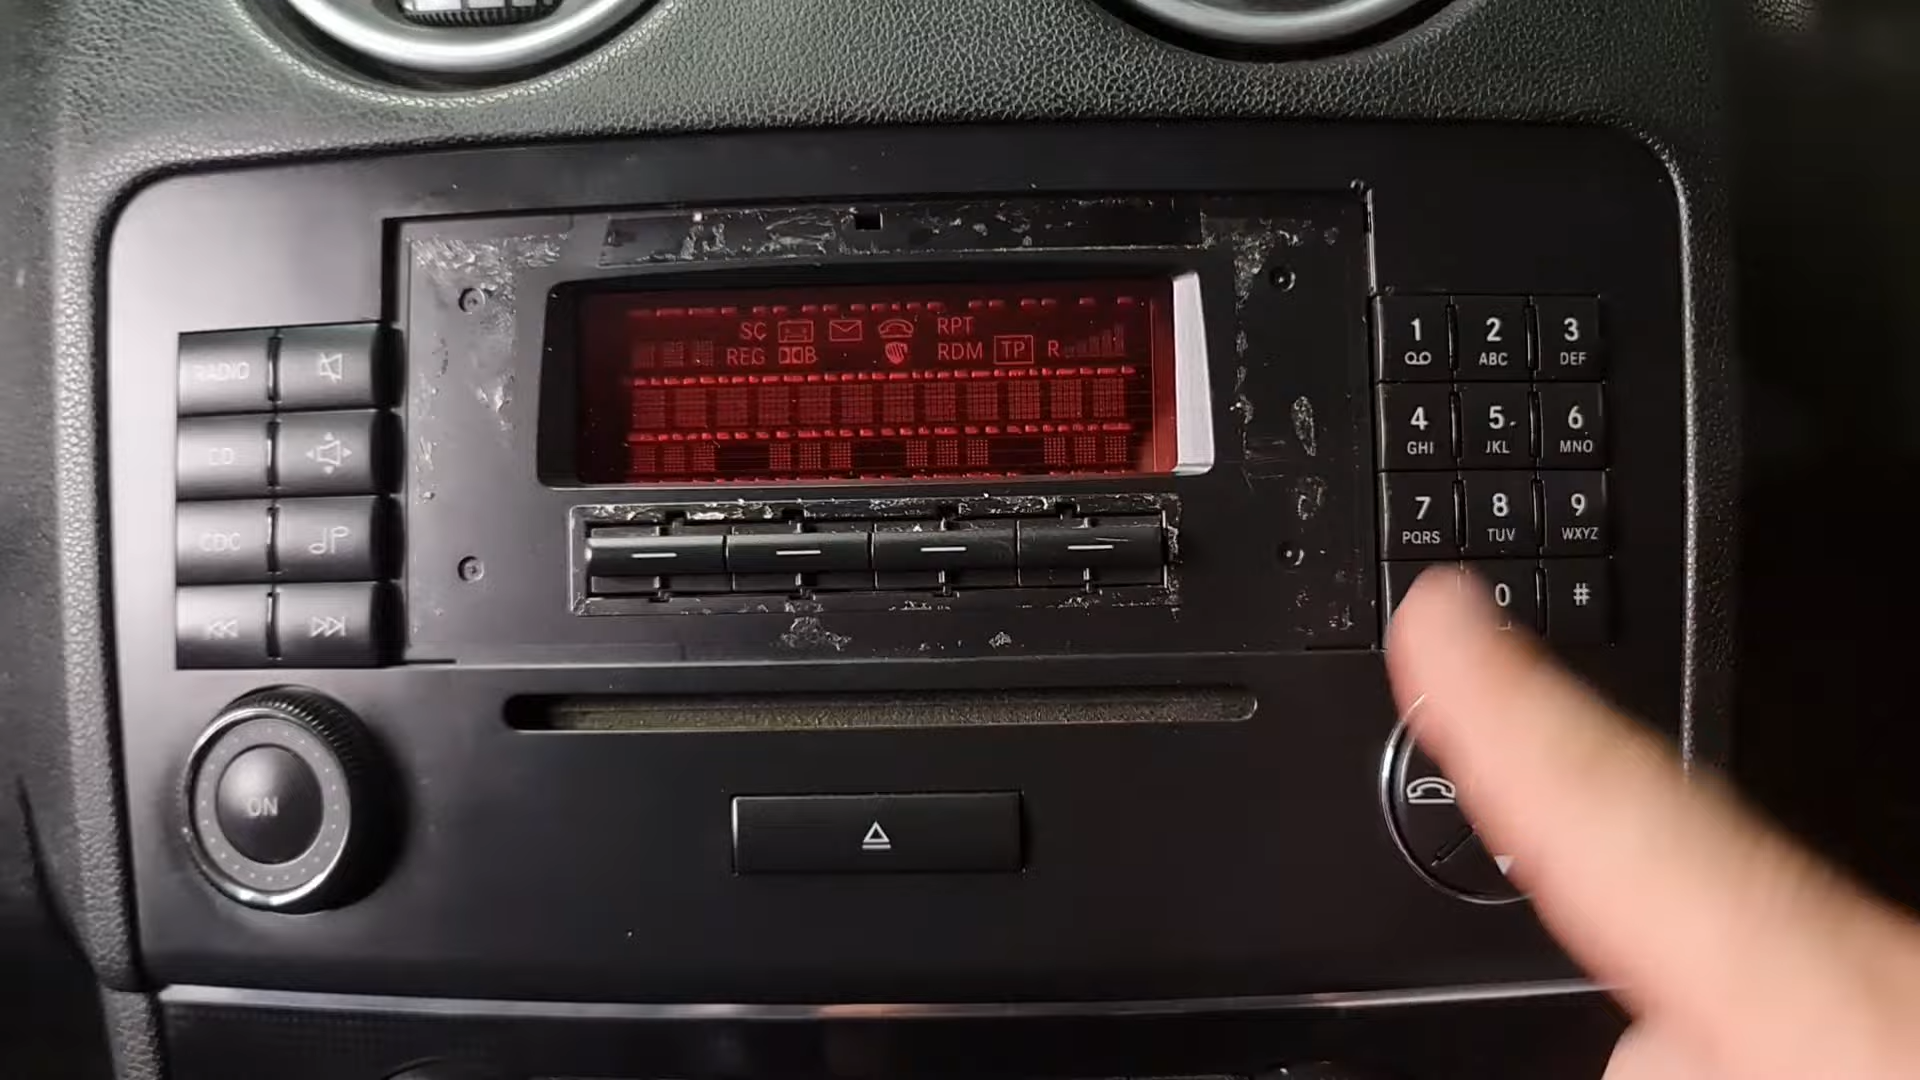 SC RPT
REG B RDM TP R
RADIO
CD
CDC
ON
1 2 ABC 3 DEF
4 GHI 5 JKL 6 MNO
7 PQRS 8 TUV 9 WXYZ
0 #